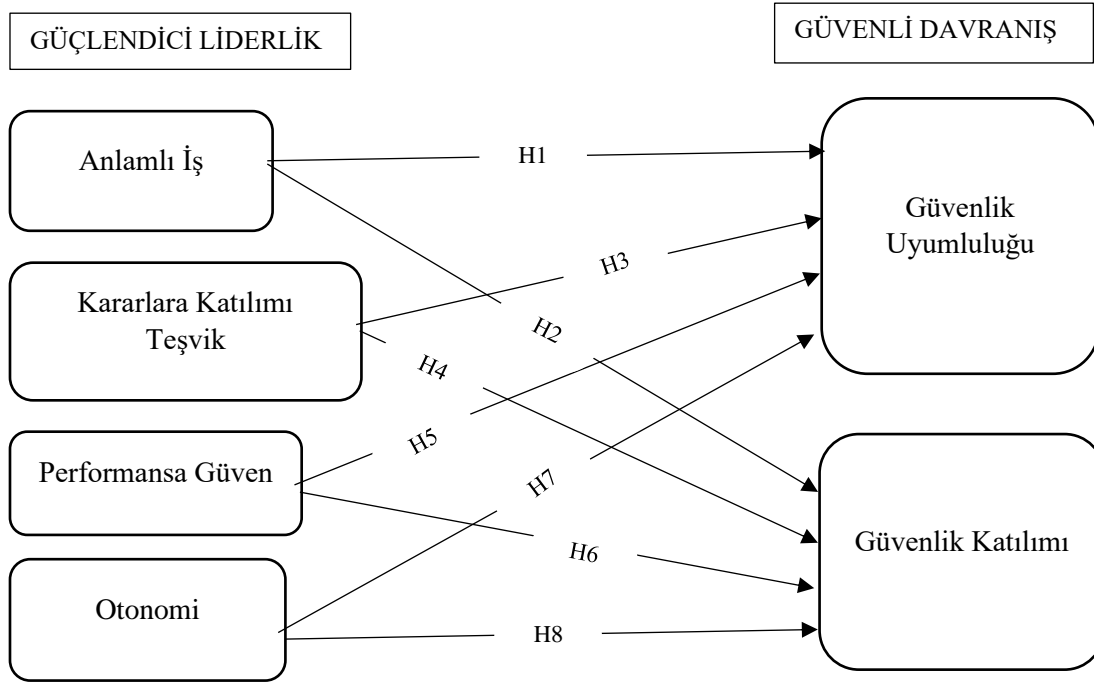 GÜÇLENDİCİ LİDERLİK
GÜVENLİ DAVRANIŞ
Anlamlı İş
H1
Güvenlik
Uyumluluğu
Kararlara Katılımı
Teşvik
H3
H2
H4
H5
Performansa Güven
H7
H6
Güvenlik Katılımı
Otonomi
H8